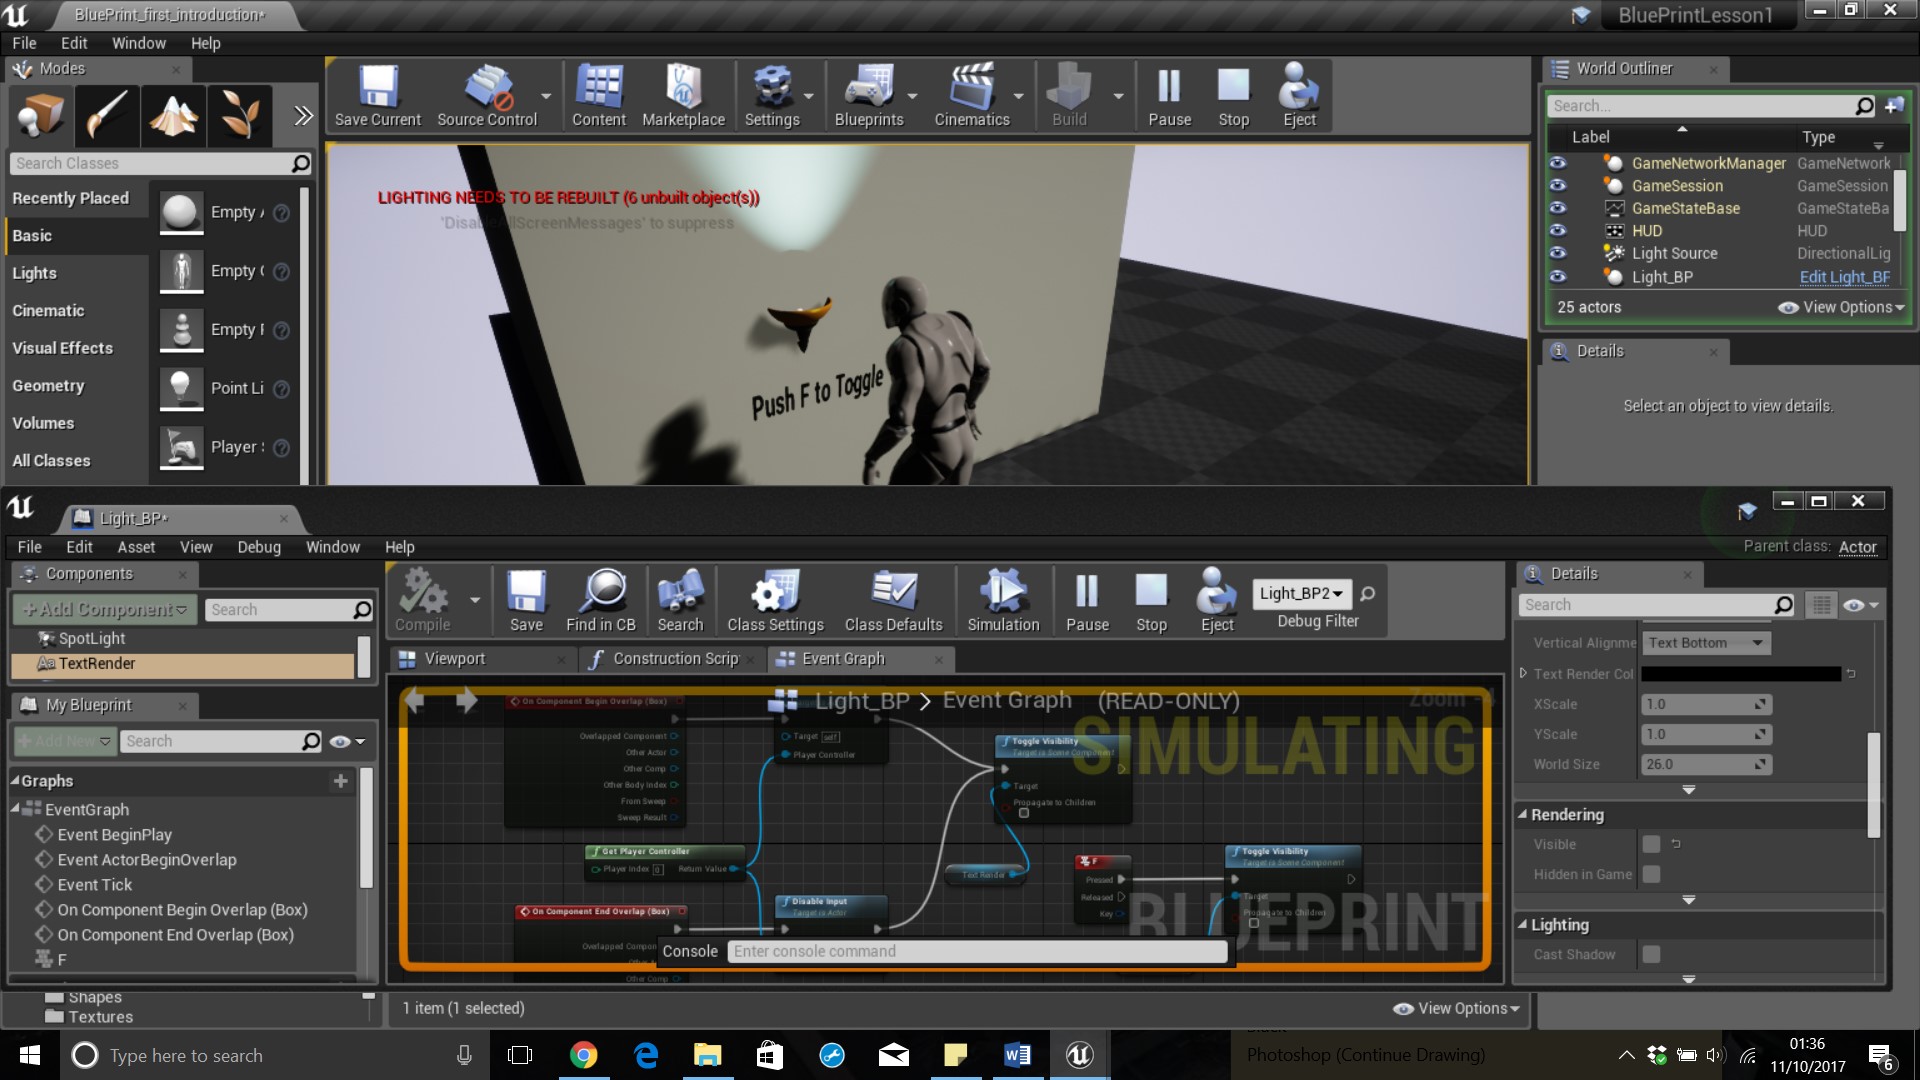 BluePrint_first_introduction*
BluePrintLesson1
File Edit Window Help
Modes
Search Classes
Recently Placed
Basic
Lights
Cinematic
Visual Effects
Geometry
Volumes
All Classes
Empty
Empty
Empty
Point Li
Player
Save Current Source Control Content Marketplace Settings Blueprints Cinematics Build Pause Stop Eject
LIGHTING NEEDS TO BE REBUILT (6 unbuilt object(s))
'DisableAllScreenMessages' to suppress
Push F to Toggle
World Outliner
Search...
Label Type
GameNetworkManager GameNetwork
GameSession GameSession
GameStateBase GameStateBa
HUD HUD
Light Source DirectionalLig
Light_BP Edit Light_BP
25 actors View Options
Details
Select an object to view details.
Light_BP*
File Edit Asset View Debug Window Help
Parent class: Actor
Components
+Add Component Search
SpotLight
TextRender
My Blueprint
+Add New Search
Graphs
EventGraph
Event BeginPlay
Event ActorBeginOverlap
Event Tick
On Component Begin Overlap (Box)
On Component End Overlap (Box)
F
Shapes
Textures
Compile Save Find in CB Search Class Settings Class Defaults Simulation Pause Stop Eject
Light_BP2
Debug Filter
Viewport Construction Scrip Event Graph
Light_BP > Event Graph (READ-ONLY)
Zoom -4
SIMULATING
BLUEPRINT
On Component Begin Overlap (Box)
Overlapped Component
Other Actor
Other Comp
Other Body Index
From Sweep
Sweep Result
Target self
Player Controller
Toggle Visibility
Target is Scene Component
Target
Propagate to Children
Get Player Controller
Player Index 0 Return Value
Text Render
F
Pressed
Released
Key
Toggle Visibility
Target is Scene Component
Target
Propagate to Children
Disable Input
Target is Actor
On Component End Overlap (Box)
Overlapped Compon
Other A
Other Comp
Console Enter console command
1 item (1 selected) View Options
Details
Search
Vertical Alignme Text Bottom
Text Render Col
XScale 1.0
YScale 1.0
World Size 26.0
Rendering
Visible
Hidden in Game
Lighting
Cast Shadow
Type here to search
Photoshop (Continue Drawing)
01:36
11/10/2017
6